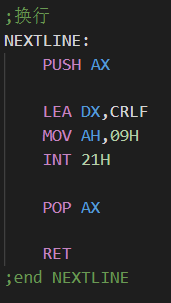 ;换行
NEXTLINE:
PUSH AX
LEA DX,CRLF
MOV AH,09H
INT 21H
POP AX
RET
;end NEXTLINE